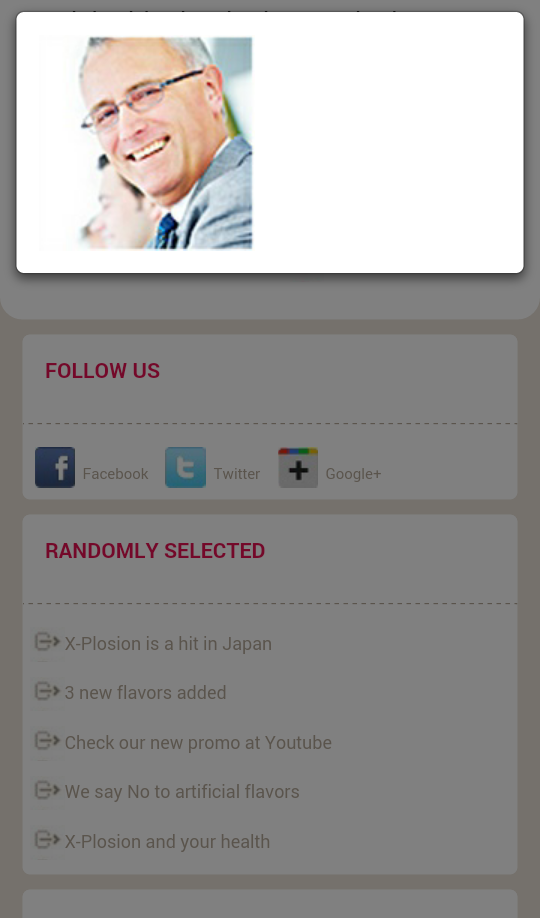 FOLLOW US
Facebook
Twitter
Google+
RANDOMLY SELECTED
X-Plosion is a hit in Japan
3 new flavors added
Check our new promo at Youtube
We say No to artificial flavors
X-Plosion and your health